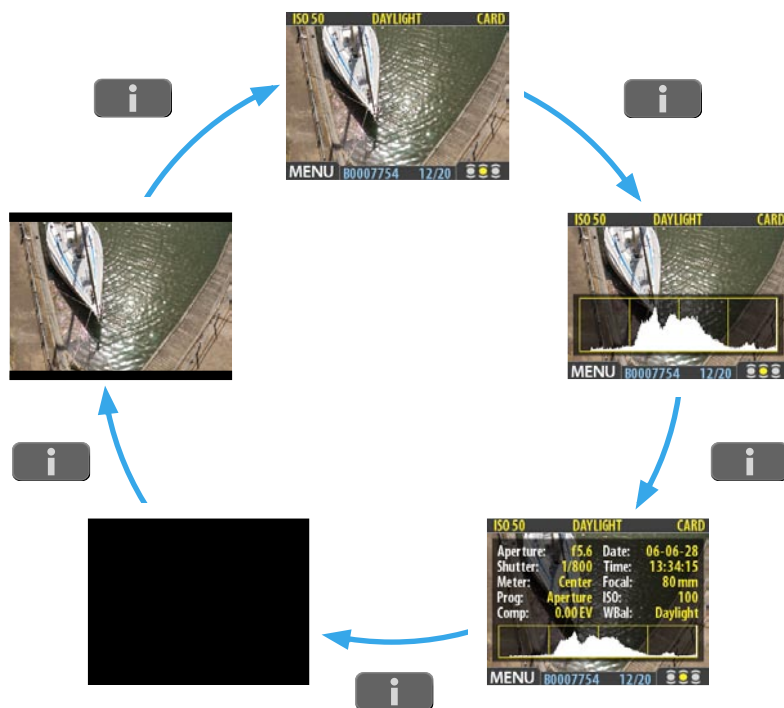 ISO 50 DAYLIGHT CARD
MENU B0007754 12/20
i
i
ISO 50 DAYLIGHT CARD
MENU B0007754 12/20
i
i
ISO 50 DAYLIGHT CARD
Aperture: f5.6 Date: 06-06-28
Shutter: 1/800 Time: 13:34:15
Meter: Center Focal: 80 mm
Prog: Aperture ISO: 100
Comp: 0.00 EV WBal: Daylight
MENU B0007754 12/20
i